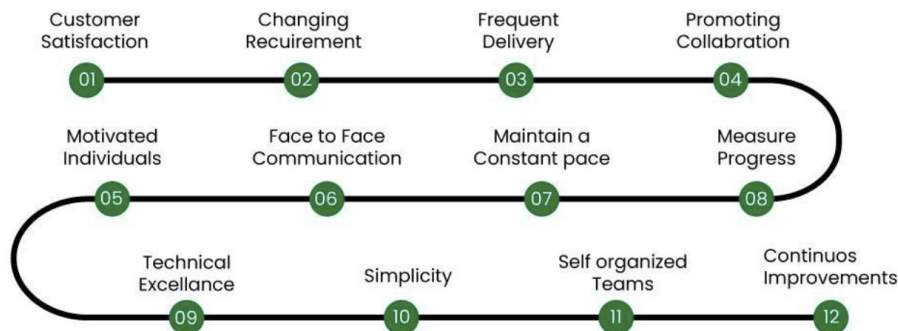 Customer
Satisfaction
01
Changing
Recuirement
02
Frequent
Delivery
03
Promoting
Collabration
04
Motivated
Individuals
05
Face to Face
Communication
06
Maintain a
Constant pace
07
Measure
Progress
08
Technical
Excellance
09
Simplicity
10
Self organized
Teams
11
Continuos
Improvements
12